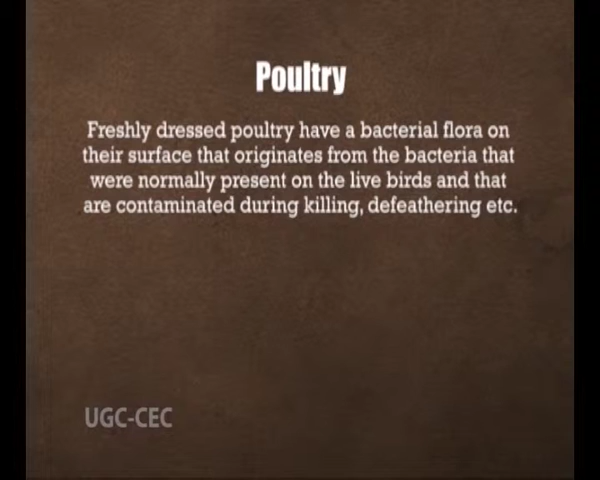 Poultry
Freshly dressed poultry have a bacterial flora on
their surface that originates from the bacteria that
were normally present on the live birds and that
are contaminated during killing, defeathering etc.
UGC-CEC